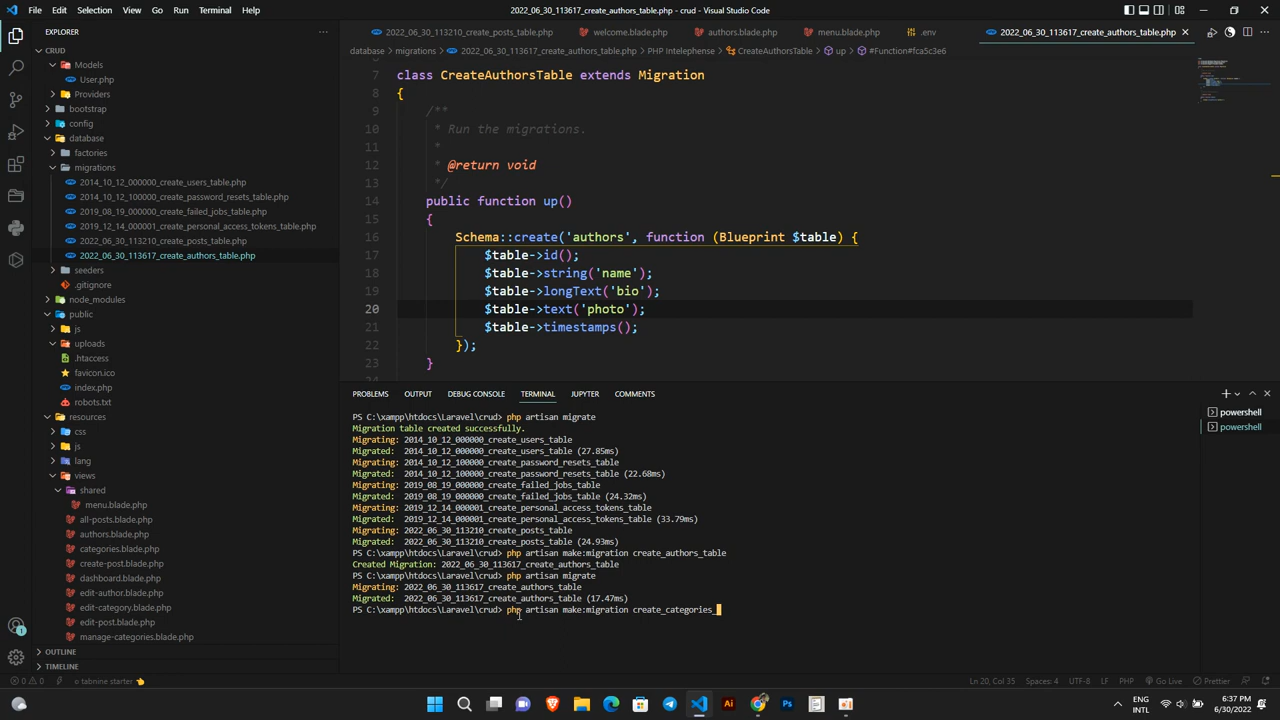 File Edit Selection View Go Run Terminal Help
2022_06_30_113617_create_authors_table.php - crud - Visual Studio Code
EXPLORER
CRUD
Models
User.php
Providers
bootstrap
config
database
factories
migrations
2014_10_12_000000_create_users_table.php
2014_10_12_100000_create_password_resets_table.php
2019_08_19_000000_create_failed_jobs_table.php
2019_12_14_000001_create_personal_access_tokens_table.php
2022_06_30_113210_create_posts_table.php
2022_06_30_113617_create_authors_table.php
seeders
.gitignore
node_modules
public
js
uploads
.htaccess
favicon.ico
index.php
robots.txt
resources
css
js
lang
views
shared
menu.blade.php
all-posts.blade.php
authors.blade.php
categories.blade.php
create-post.blade.php
dashboard.blade.php
edit-author.blade.php
edit-category.blade.php
manage-categories.blade.php
OUTLINE
TIMELINE
2022_06_30_113210_create_posts_table.php welcome.blade.php authors.blade.php menu.blade.php .env 2022_06_30_113617_create_authors_table.php
database > migrations > 2022_06_30_113617_create_authors_table.php > PHP Intelephense > CreateAuthorsTable > up > #Function#fca5c3e6
7 class CreateAuthorsTable extends Migration
8 {
9 /**
10 * Run the migrations.
11 *
12 * @return void
13 */
14 public function up()
15 {
16 Schema::create('authors', function (Blueprint $table) {
17 $table->id();
18 $table->string('name');
19 $table->longText('bio');
20 $table->text('photo');
21 $table->timestamps();
22 });
23 }
PROBLEMS OUTPUT DEBUG CONSOLE TERMINAL JUPYTER COMMENTS
powershell
powershell
PS C:\xampp\htdocs\Laravel\crud> php artisan migrate
Migration table created successfully.
Migrating: 2014_10_12_000000_create_users_table
Migrated: 2014_10_12_000000_create_users_table (27.85ms)
Migrating: 2014_10_12_100000_create_password_resets_table
Migrated: 2014_10_12_100000_create_password_resets_table (22.68ms)
Migrating: 2019_08_19_000000_create_failed_jobs_table
Migrated: 2019_08_19_000000_create_failed_jobs_table (24.32ms)
Migrating: 2019_12_14_000001_create_personal_access_tokens_table
Migrated: 2019_12_14_000001_create_personal_access_tokens_table (33.79ms)
Migrating: 2022_06_30_113210_create_posts_table
Migrated: 2022_06_30_113210_create_posts_table (24.93ms)
PS C:\xampp\htdocs\Laravel\crud> php artisan make:migration create_authors_table
Created Migration: 2022_06_30_113617_create_authors_table
PS C:\xampp\htdocs\Laravel\crud> php artisan migrate
Migrating: 2022_06_30_113617_create_authors_table
Migrated: 2022_06_30_113617_create_authors_table (17.47ms)
PS C:\xampp\htdocs\Laravel\crud> php artisan make:migration create_categories_
0 0 tabnine starter Ln 20, Col 35 Spaces: 4 UTF-8 LF PHP Go Live Prettier
ENG
INTL
6:37 PM
6/30/2022